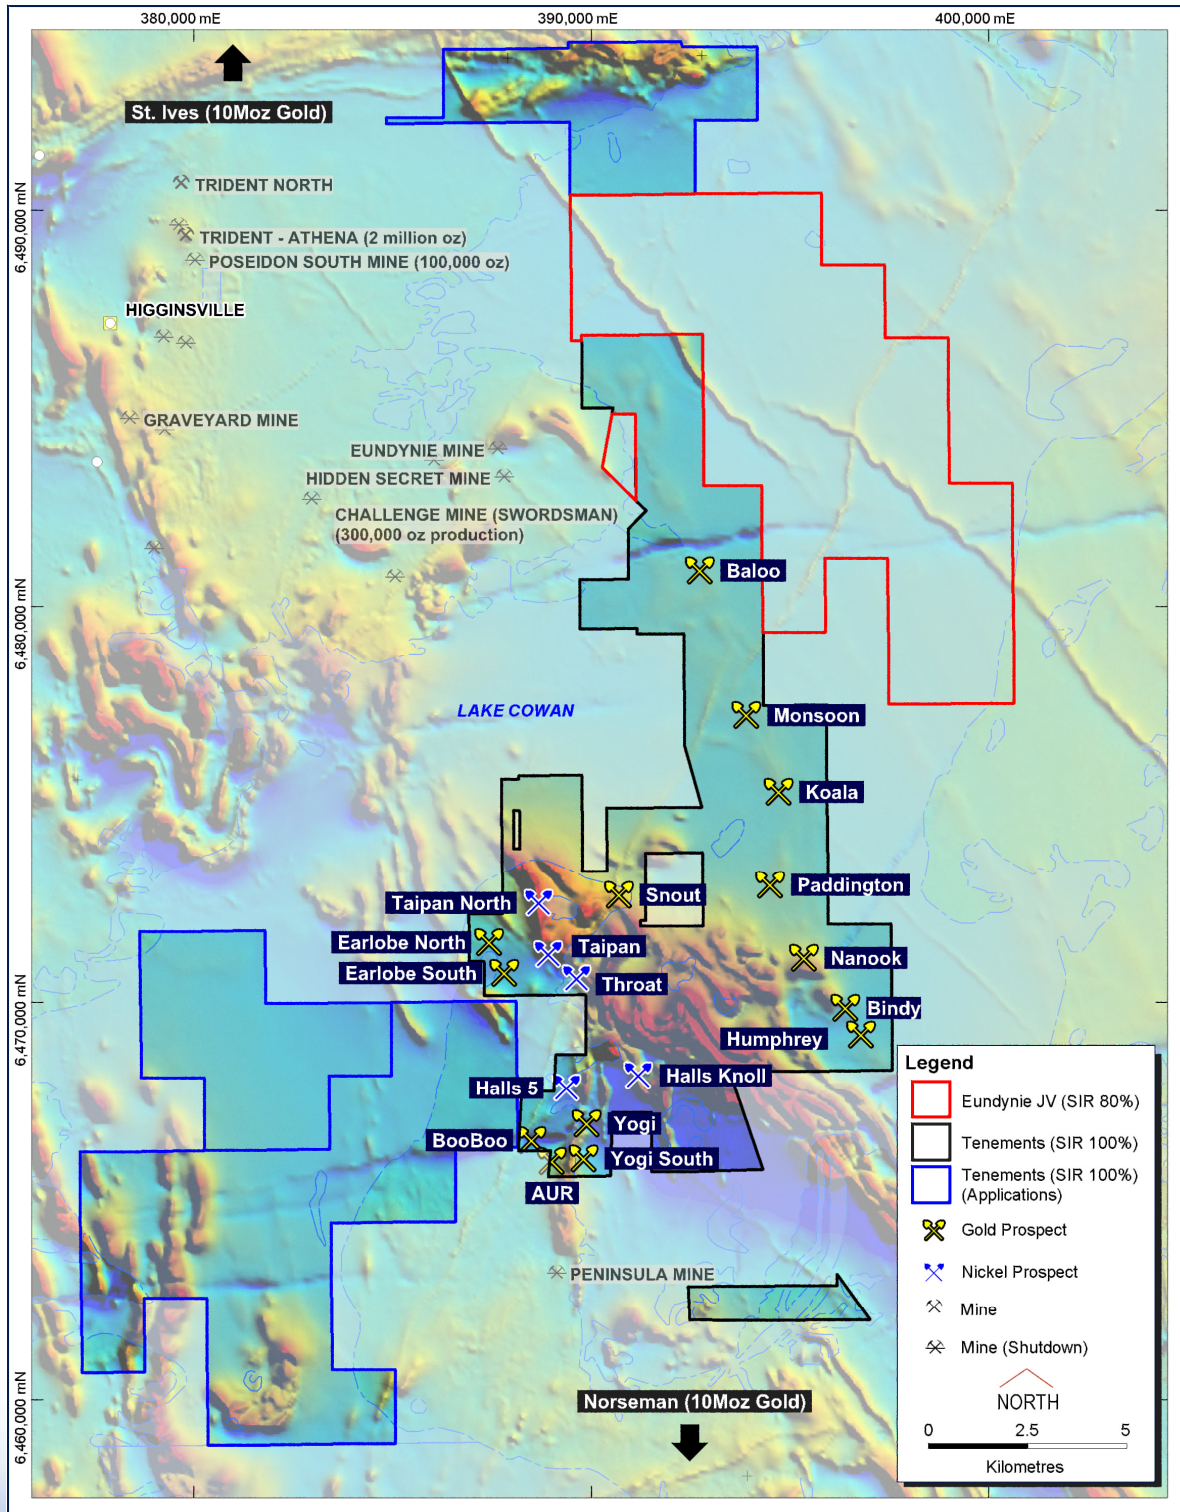 380,000 mE
390,000 mE
400,000 mE
St. Ives (10Moz Gold)
TRIDENT NORTH
6,490,000 mN
TRIDENT - ATHENA (2 million oz)
POSEIDON SOUTH MINE (100,000 oz)
HIGGINSVILLE
GRAVEYARD MINE
EUNDYNIE MINE
HIDDEN SECRET MINE
CHALLENGE MINE (SWORDSMAN)
(300,000 oz production)
Baloo
6,480,000 mN
LAKE COWAN
Monsoon
Koala
Paddington
Snout
Taipan North
Earlobe North
Taipan
Nanook
Earlobe South
Throat
6,470,000 mN
Bindy
Humphrey
Halls 5
Halls Knoll
Yogi
BooBoo
Yogi South
AUR
PENINSULA MINE
Norseman (10Moz Gold)
6,460,000 mN
Legend
Eundynie JV (SIR 80%)
Tenements (SIR 100%)
Tenements (SIR 100%)
(Applications)
Gold Prospect
Nickel Prospect
Mine
Mine (Shutdown)
NORTH
0
2.5
5
Kilometres